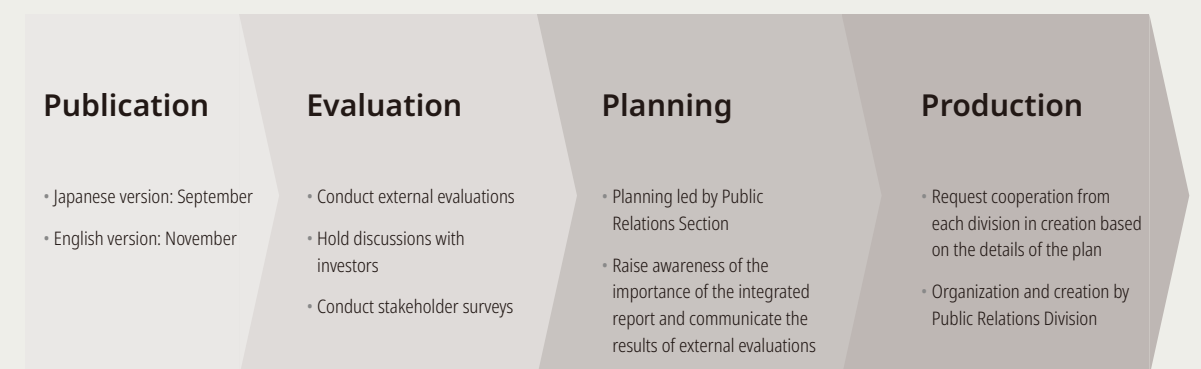 Publication
• Japanese version: September
• English version: November
Evaluation
• Conduct external evaluations
• Hold discussions with
investors
• Conduct stakeholder surveys
Planning
• Planning led by Public
Relations Section
• Raise awareness of the
importance of the integrated
report and communicate the
results of external evaluations
Production
• Request cooperation from
each division in creation based
on the details of the plan
• Organization and creation by
Public Relations Division